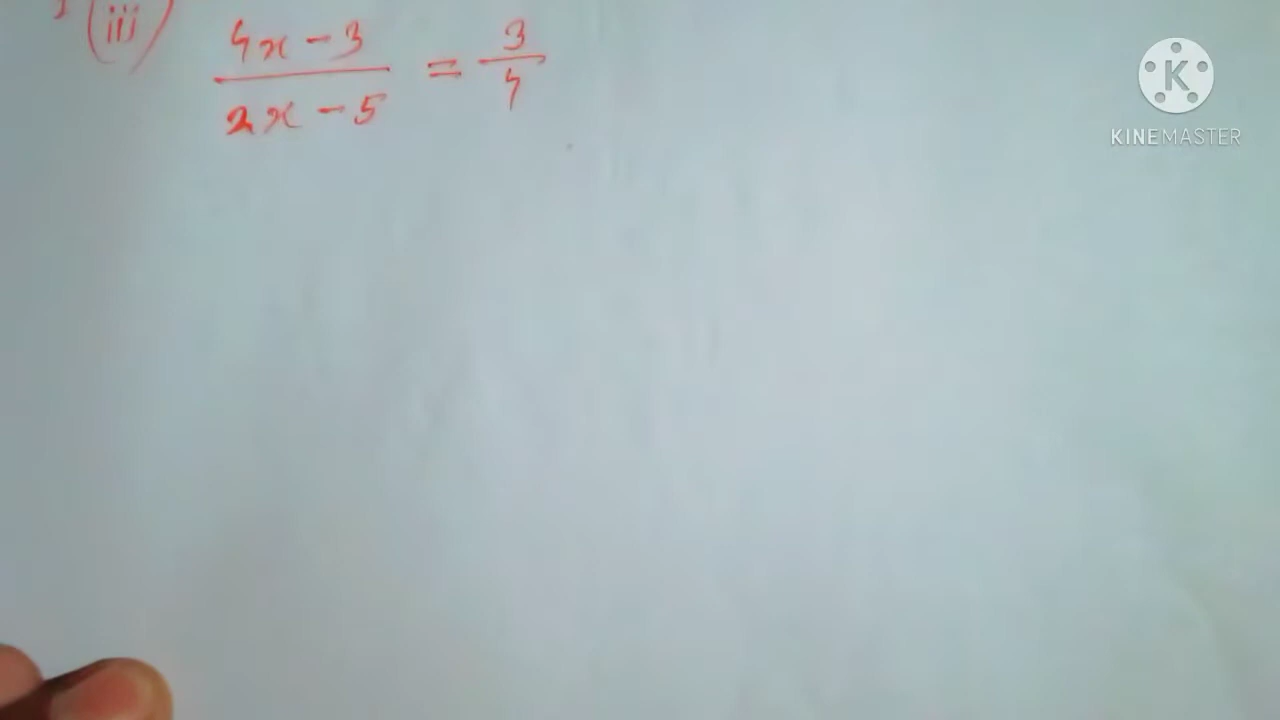 (iii) 4x - 3 / 2x - 5 = 3 / 4
KINEMASTER